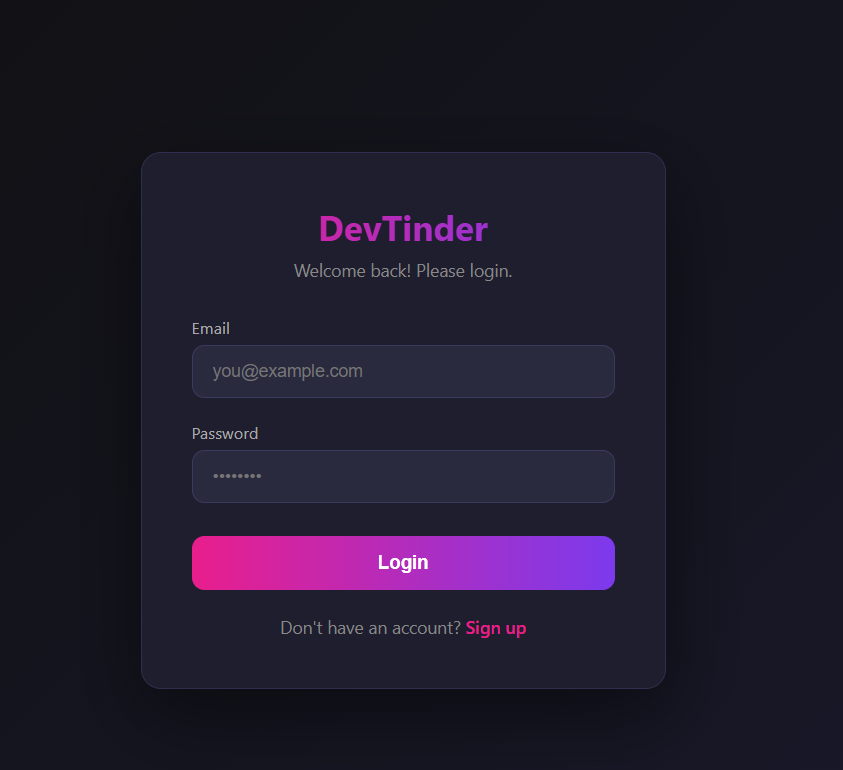 DevTinder
Welcome back! Please login.
Email
you@example.com
Password
••••••••
Login
Don't have an account? Sign up